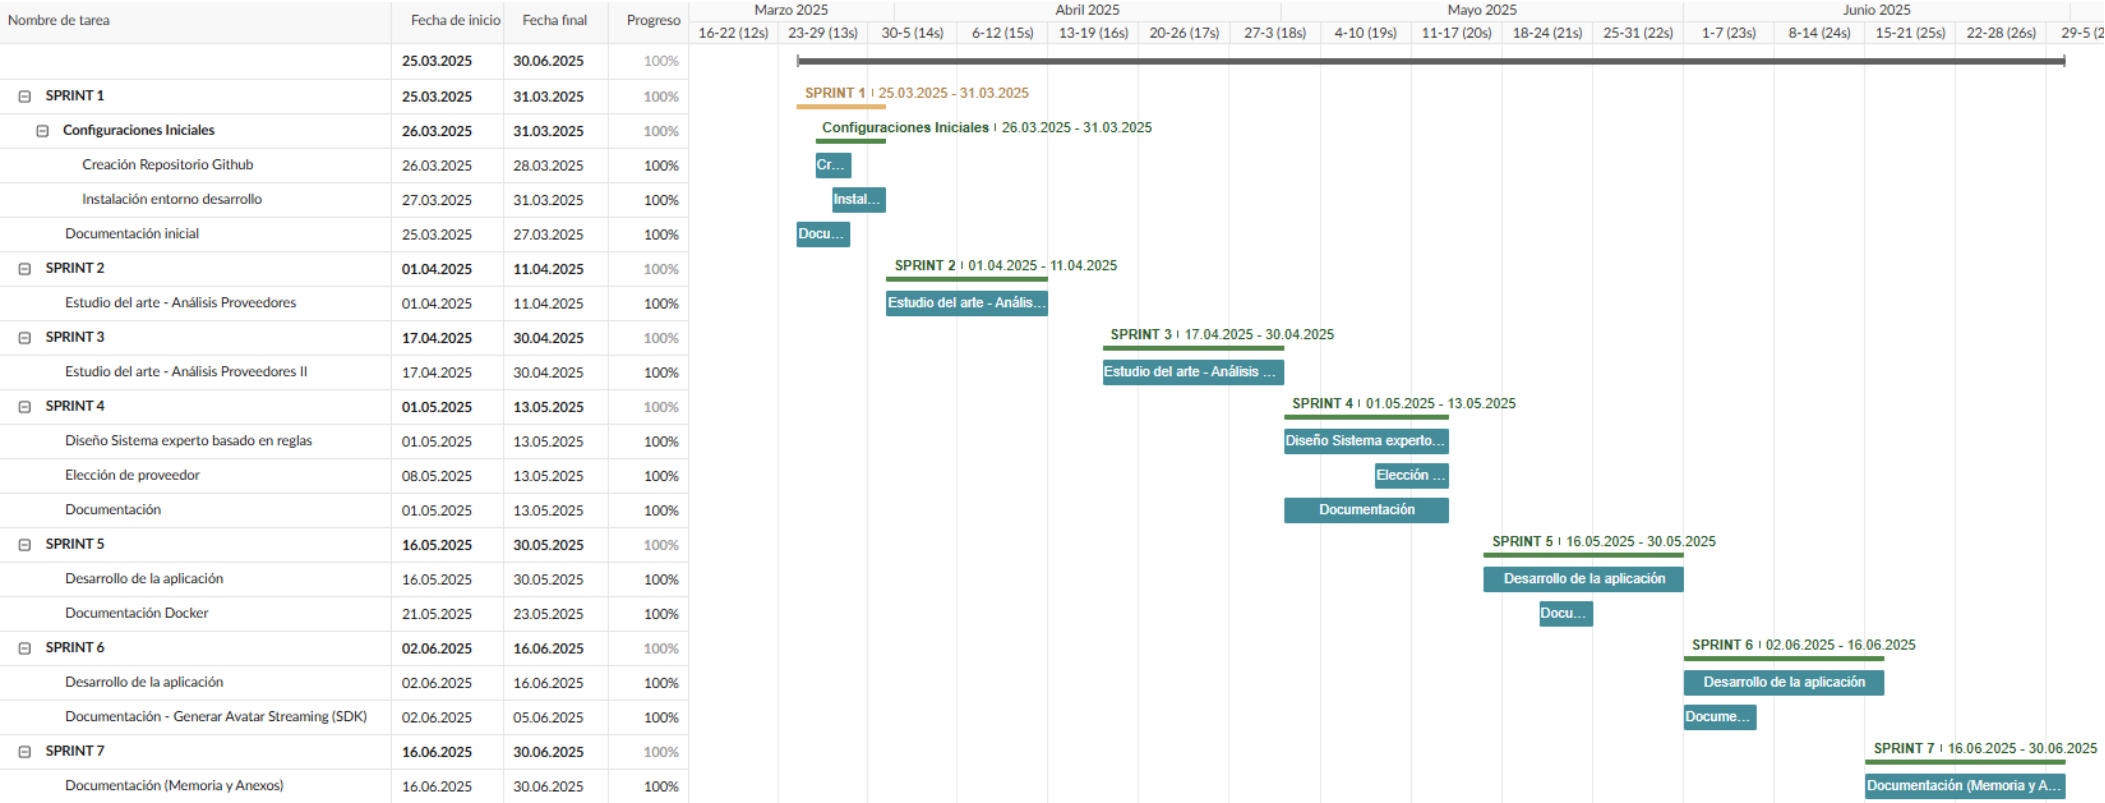 Nombre de tarea Fecha de inicio Fecha final Progreso Marzo 2025 Abril 2025 Mayo 2025 Junio 2025
16-22 (12s) 23-29 (13s) 30-5 (14s) 6-12 (15s) 13-19 (16s) 20-26 (17s) 27-3 (18s) 4-10 (19s) 11-17 (20s) 18-24 (21s) 25-31 (22s) 1-7 (23s) 8-14 (24s) 15-21 (25s) 22-28 (26s) 29-5 (2
25.03.2025 30.06.2025 100%
SPRINT 1 25.03.2025 31.03.2025 100% SPRINT 1 25.03.2025 - 31.03.2025
Configuraciones Iniciales 26.03.2025 31.03.2025 100% Configuraciones Iniciales 26.03.2025 - 31.03.2025
Creación Repositorio Github 26.03.2025 28.03.2025 100% Cr...
Instalación entorno desarrollo 27.03.2025 31.03.2025 100% Instal...
Documentación inicial 25.03.2025 27.03.2025 100% Docu...
SPRINT 2 01.04.2025 11.04.2025 100% SPRINT 2 01.04.2025 - 11.04.2025
Estudio del arte - Análisis Proveedores 01.04.2025 11.04.2025 100% Estudio del arte - Anális...
SPRINT 3 17.04.2025 30.04.2025 100% SPRINT 3 17.04.2025 - 30.04.2025
Estudio del arte - Análisis Proveedores II 17.04.2025 30.04.2025 100% Estudio del arte - Análisis ...
SPRINT 4 01.05.2025 13.05.2025 100% SPRINT 4 01.05.2025 - 13.05.2025
Diseño Sistema experto basado en reglas 01.05.2025 13.05.2025 100% Diseño Sistema experto...
Elección de proveedor 08.05.2025 13.05.2025 100% Elección ...
Documentación 01.05.2025 13.05.2025 100% Documentación
SPRINT 5 16.05.2025 30.05.2025 100% SPRINT 5 16.05.2025 - 30.05.2025
Desarrollo de la aplicación 16.05.2025 30.05.2025 100% Desarrollo de la aplicación
Documentación Docker 21.05.2025 23.05.2025 100% Docu...
SPRINT 6 02.06.2025 16.06.2025 100% SPRINT 6 02.06.2025 - 16.06.2025
Desarrollo de la aplicación 02.06.2025 16.06.2025 100% Desarrollo de la aplicación
Documentación - Generar Avatar Streaming (SDK) 02.06.2025 05.06.2025 100% Docume...
SPRINT 7 16.06.2025 30.06.2025 100% SPRINT 7 16.06.2025 - 30.06.2025
Documentación (Memoria y Anexos) 16.06.2025 30.06.2025 100% Documentación (Memoria y A...